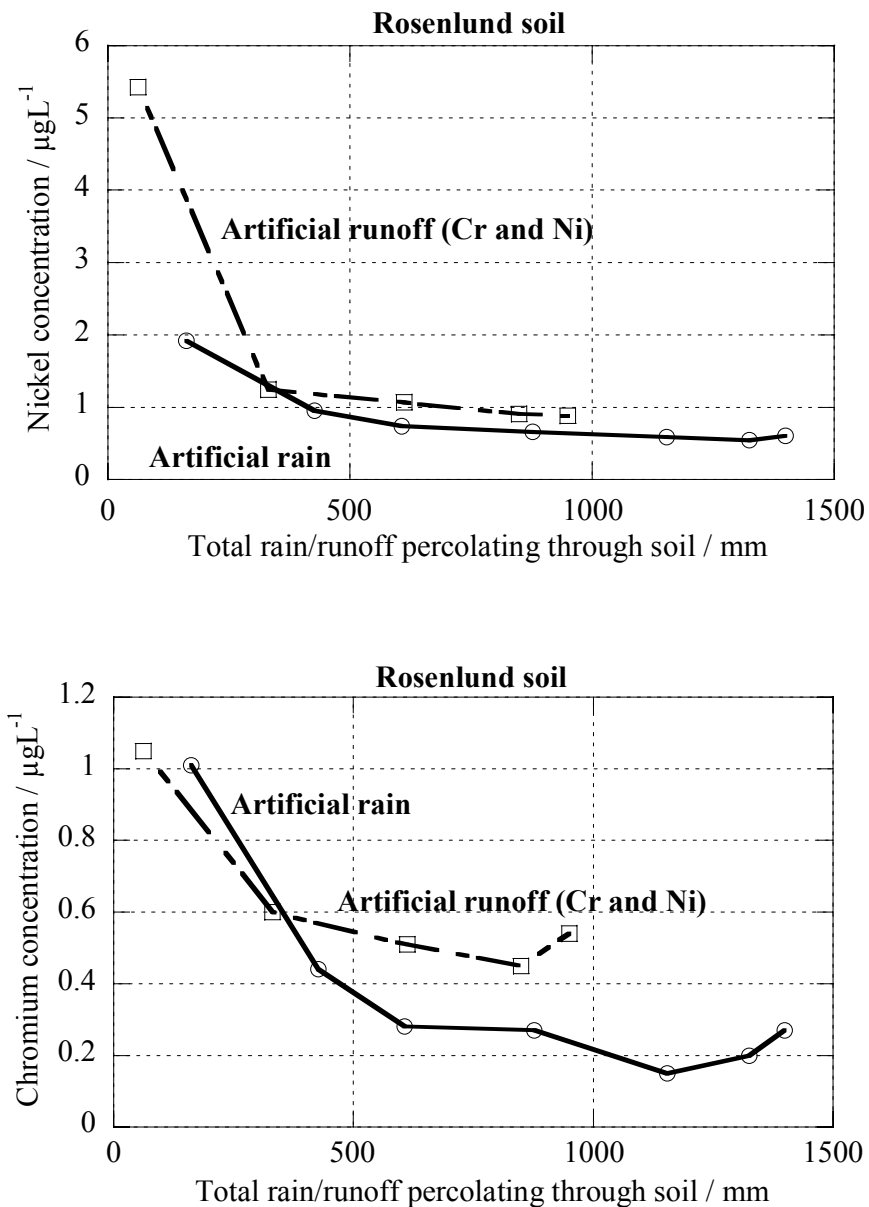 Rosenlund soil
6
5
4
3
2
1
0
Nickel concentration / µgL⁻¹
Artificial runoff (Cr and Ni)
Artificial rain
0 500 1000 1500
Total rain/runoff percolating through soil / mm
Rosenlund soil
1.2
1
0.8
0.6
0.4
0.2
0
Chromium concentration / µgL⁻¹
Artificial rain
Artificial runoff (Cr and Ni)
0 500 1000 1500
Total rain/runoff percolating through soil / mm